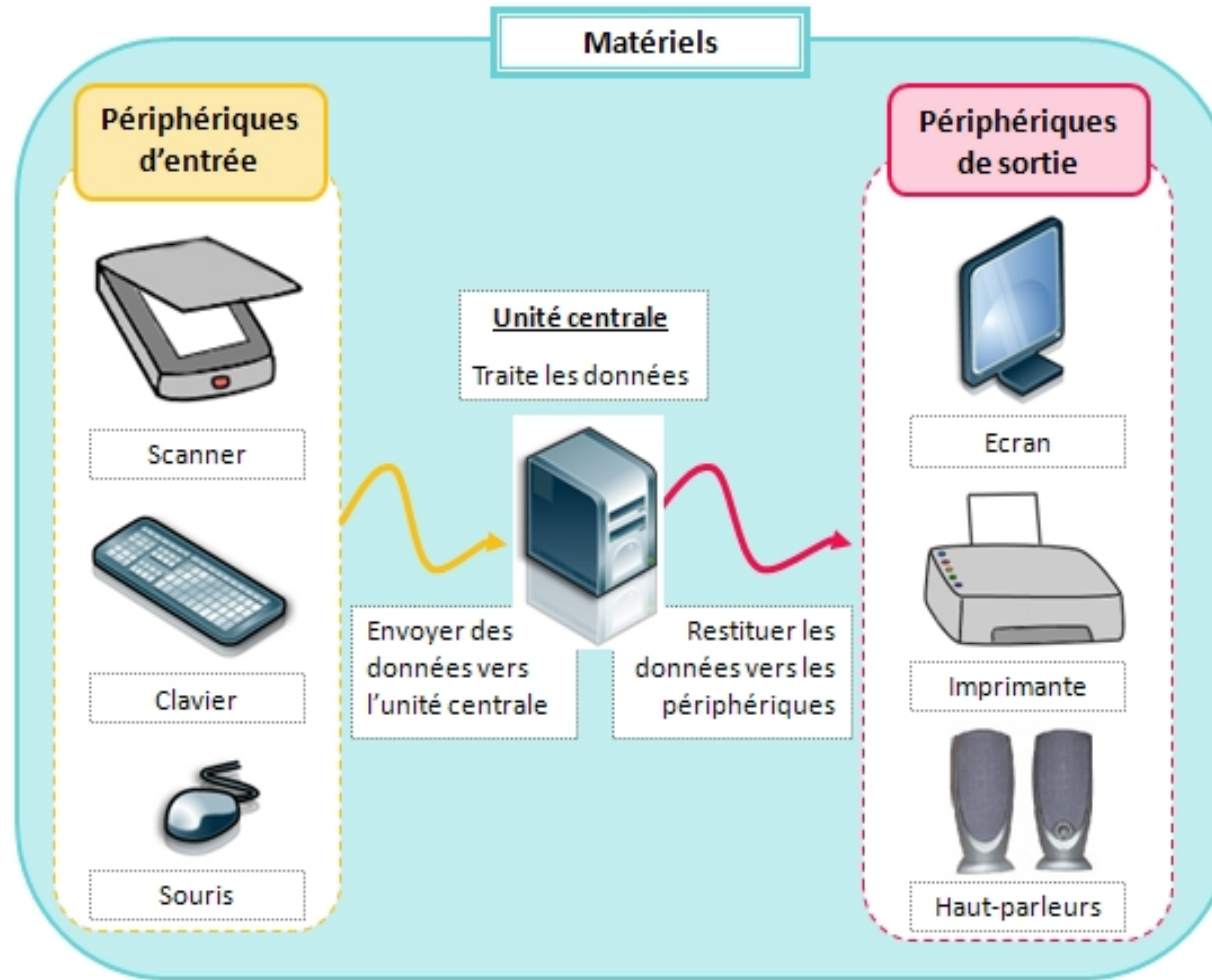 Matériels
Périphériques
d'entrée
Scanner
Clavier
Souris
Unité centrale
Traite les données
Envoyer des
données vers
l'unité centrale
Restituer les
données vers les
périphériques
Périphériques
de sortie
Ecran
Imprimante
Haut-parleurs